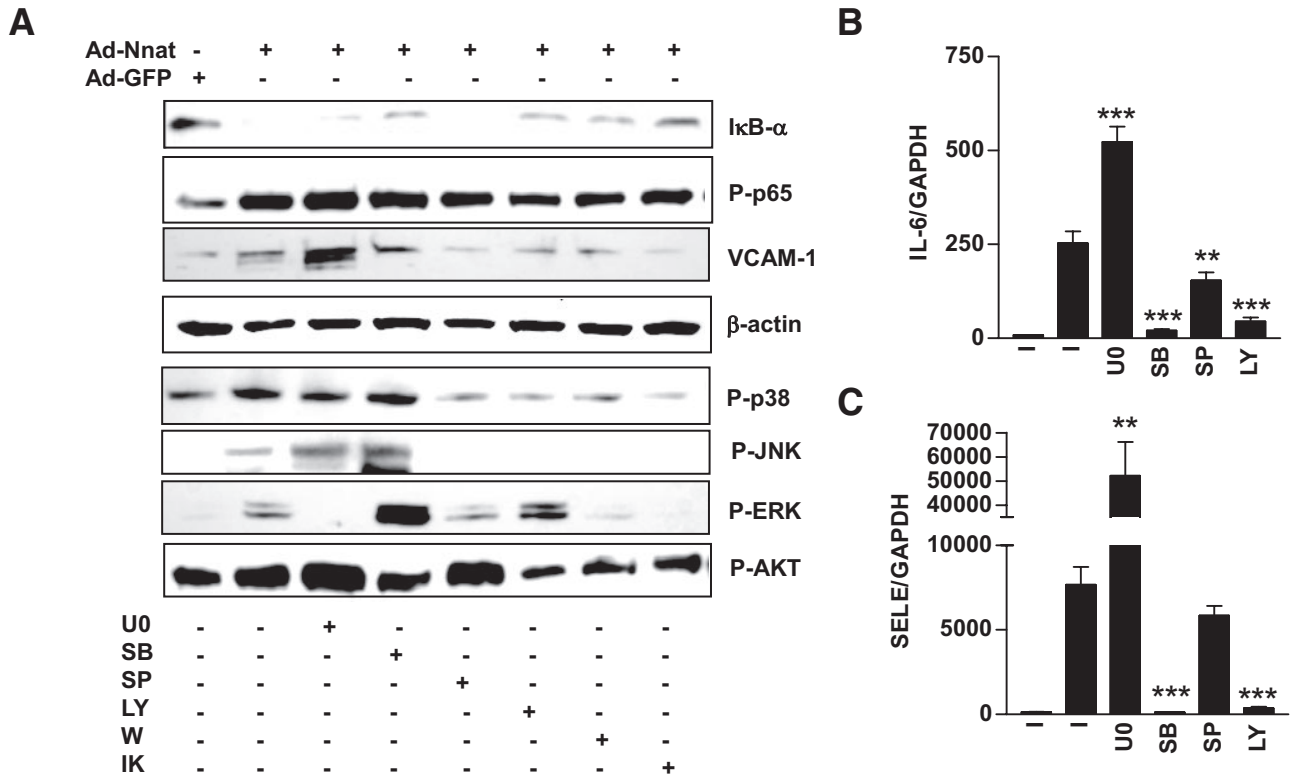 A
Ad-Nnat - + + + + + + +
Ad-GFP + - - - - - - -
IκB-α
P-p65
VCAM-1
β-actin
P-p38
P-JNK
P-ERK
P-AKT
U0 - - + - - - - -
SB - - - + - - - -
SP - - - - + - - -
LY - - - - - + - -
W - - - - - - + -
IK - - - - - - - +
B
IL-6/GAPDH
750
500
250
0
***
***
**
***
I I U0 SB SP LY
C
SELE/GAPDH
70000
60000
50000
40000
10000
5000
0
**
***
***
I I U0 SB SP LY